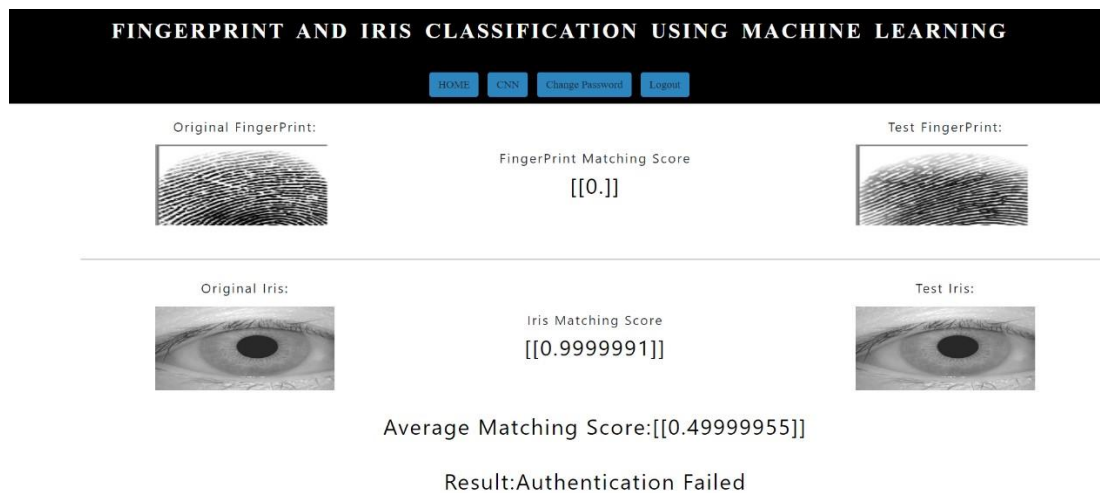 FINGERPRINT AND IRIS CLASSIFICATION USING MACHINE LEARNING
HOME CNN Change Password Logout
Original FingerPrint:
FingerPrint Matching Score
[[0.]]
Test FingerPrint:
Original Iris:
Iris Matching Score
[[0.9999991]]
Test Iris:
Average Matching Score:[[0.49999955]]
Result:Authentication Failed